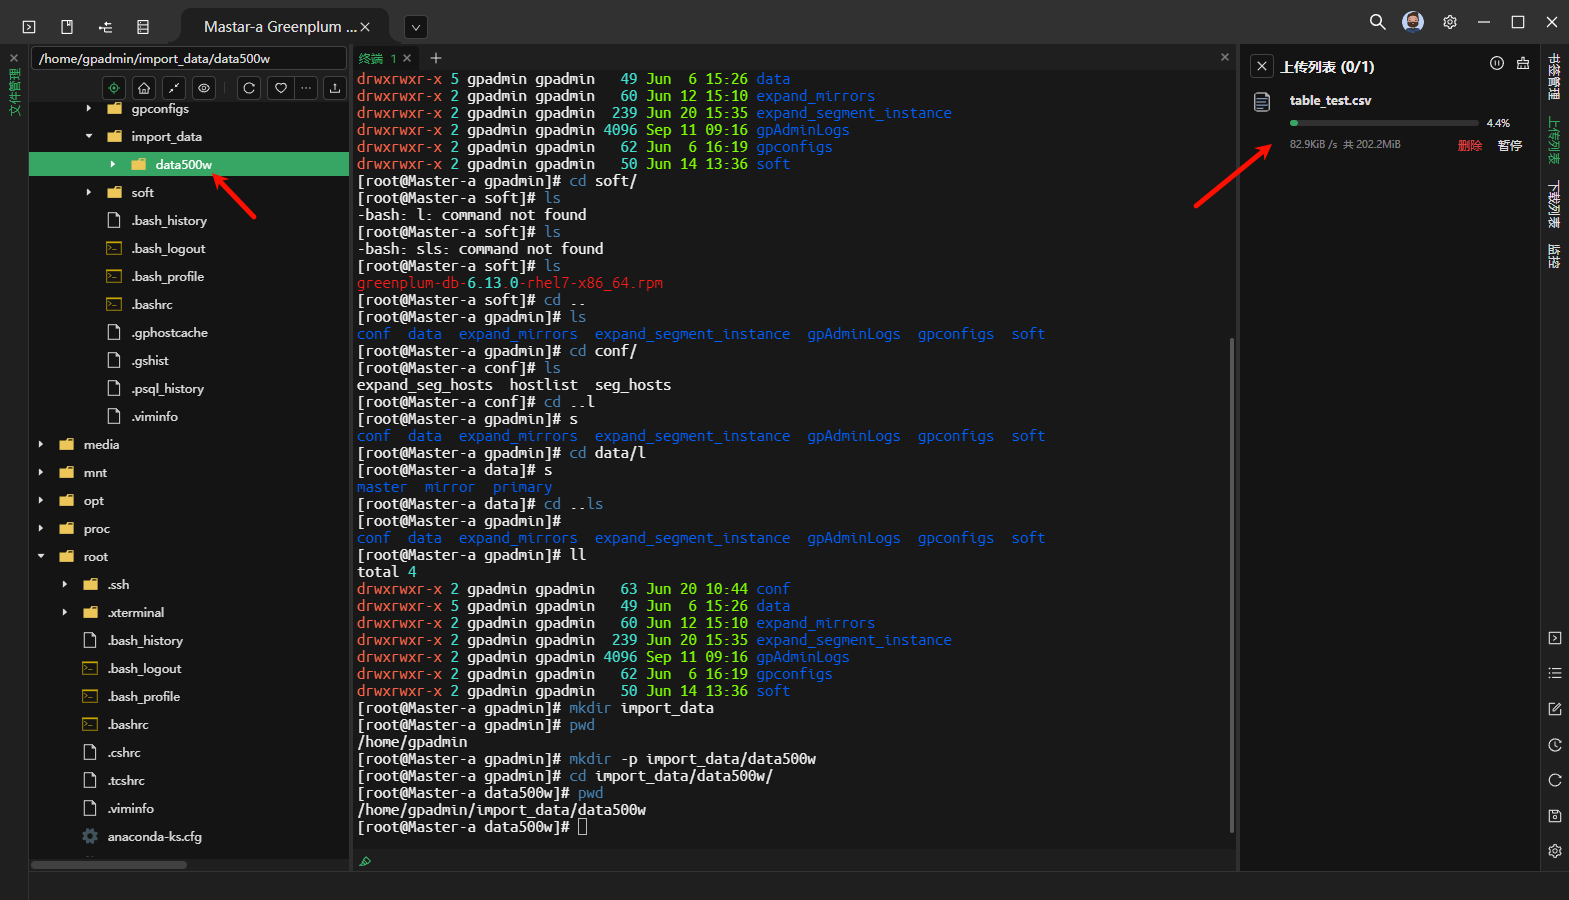 Mastar-a Greenplum ...
文件管理
/home/gpadmin/import_data/data500w
gpconfigs
import_data
data500w
soft
.bash_history
.bash_logout
.bash_profile
.bashrc
.gphostcache
.gshist
.psql_history
.viminfo
media
mnt
opt
proc
root
.ssh
.xterminal
.bash_history
.bash_logout
.bash_profile
.bashrc
.cshrc
.tcshrc
.viminfo
anaconda-ks.cfg
终端 1
drwxrwxr-x 5 gpadmin gpadmin   49 Jun  6 15:26 data
drwxrwxr-x 2 gpadmin gpadmin   60 Jun 12 15:10 expand_mirrors
drwxrwxr-x 2 gpadmin gpadmin  239 Jun 20 15:35 expand_segment_instance
drwxrwxr-x 2 gpadmin gpadmin 4096 Sep 11 09:16 gpAdminLogs
drwxrwxr-x 2 gpadmin gpadmin   62 Jun  6 16:19 gpconfigs
drwxrwxr-x 2 gpadmin gpadmin   50 Jun 14 13:36 soft
[root@Master-a gpadmin]# cd soft/
[root@Master-a soft]# ls
-bash: l: command not found
[root@Master-a soft]# ls
-bash: sls: command not found
[root@Master-a soft]# ls
greenplum-db-6.13.0-rhel7-x86_64.rpm
[root@Master-a soft]# cd ..
[root@Master-a gpadmin]# ls
conf  data  expand_mirrors  expand_segment_instance  gpAdminLogs  gpconfigs  soft
[root@Master-a gpadmin]# cd conf/
[root@Master-a conf]# ls
expand_seg_hosts  hostlist  seg_hosts
[root@Master-a conf]# cd ..l
[root@Master-a gpadmin]# s
conf  data  expand_mirrors  expand_segment_instance  gpAdminLogs  gpconfigs  soft
[root@Master-a gpadmin]# cd data/l
[root@Master-a data]# s
master  mirror  primary
[root@Master-a data]# cd ..ls
[root@Master-a gpadmin]#
conf  data  expand_mirrors  expand_segment_instance  gpAdminLogs  gpconfigs  soft
[root@Master-a gpadmin]# ll
total 4
drwxrwxr-x 2 gpadmin gpadmin   63 Jun 20 10:44 conf
drwxrwxr-x 5 gpadmin gpadmin   49 Jun  6 15:26 data
drwxrwxr-x 2 gpadmin gpadmin   60 Jun 12 15:10 expand_mirrors
drwxrwxr-x 2 gpadmin gpadmin  239 Jun 20 15:35 expand_segment_instance
drwxrwxr-x 2 gpadmin gpadmin 4096 Sep 11 09:16 gpAdminLogs
drwxrwxr-x 2 gpadmin gpadmin   62 Jun  6 16:19 gpconfigs
drwxrwxr-x 2 gpadmin gpadmin   50 Jun 14 13:36 soft
[root@Master-a gpadmin]# mkdir import_data
[root@Master-a gpadmin]# pwd
/home/gpadmin
[root@Master-a gpadmin]# mkdir -p import_data/data500w
[root@Master-a gpadmin]# cd import_data/data500w/
[root@Master-a data500w]# pwd
/home/gpadmin/import_data/data500w
[root@Master-a data500w]#
上传列表 (0/1)
table_test.csv
4.4%
82.9KiB /s 共 202.2MiB
删除 暂停
书签管理
上传列表
下载列表
监控